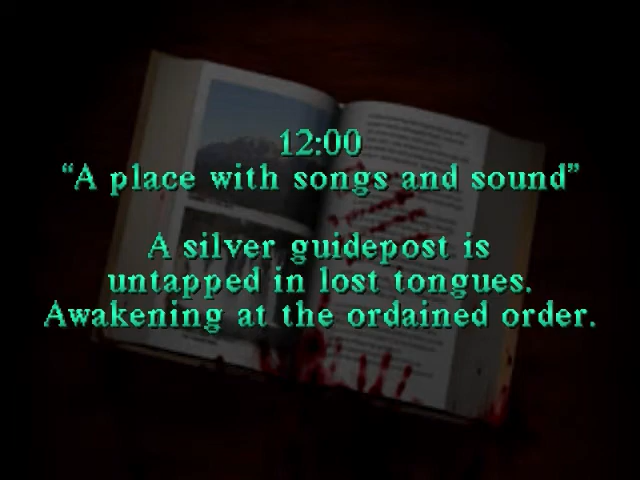 12:00
“A place with songs and sound”
A silver guidepost is
untapped in lost tongues.
Awakening at the ordained order.